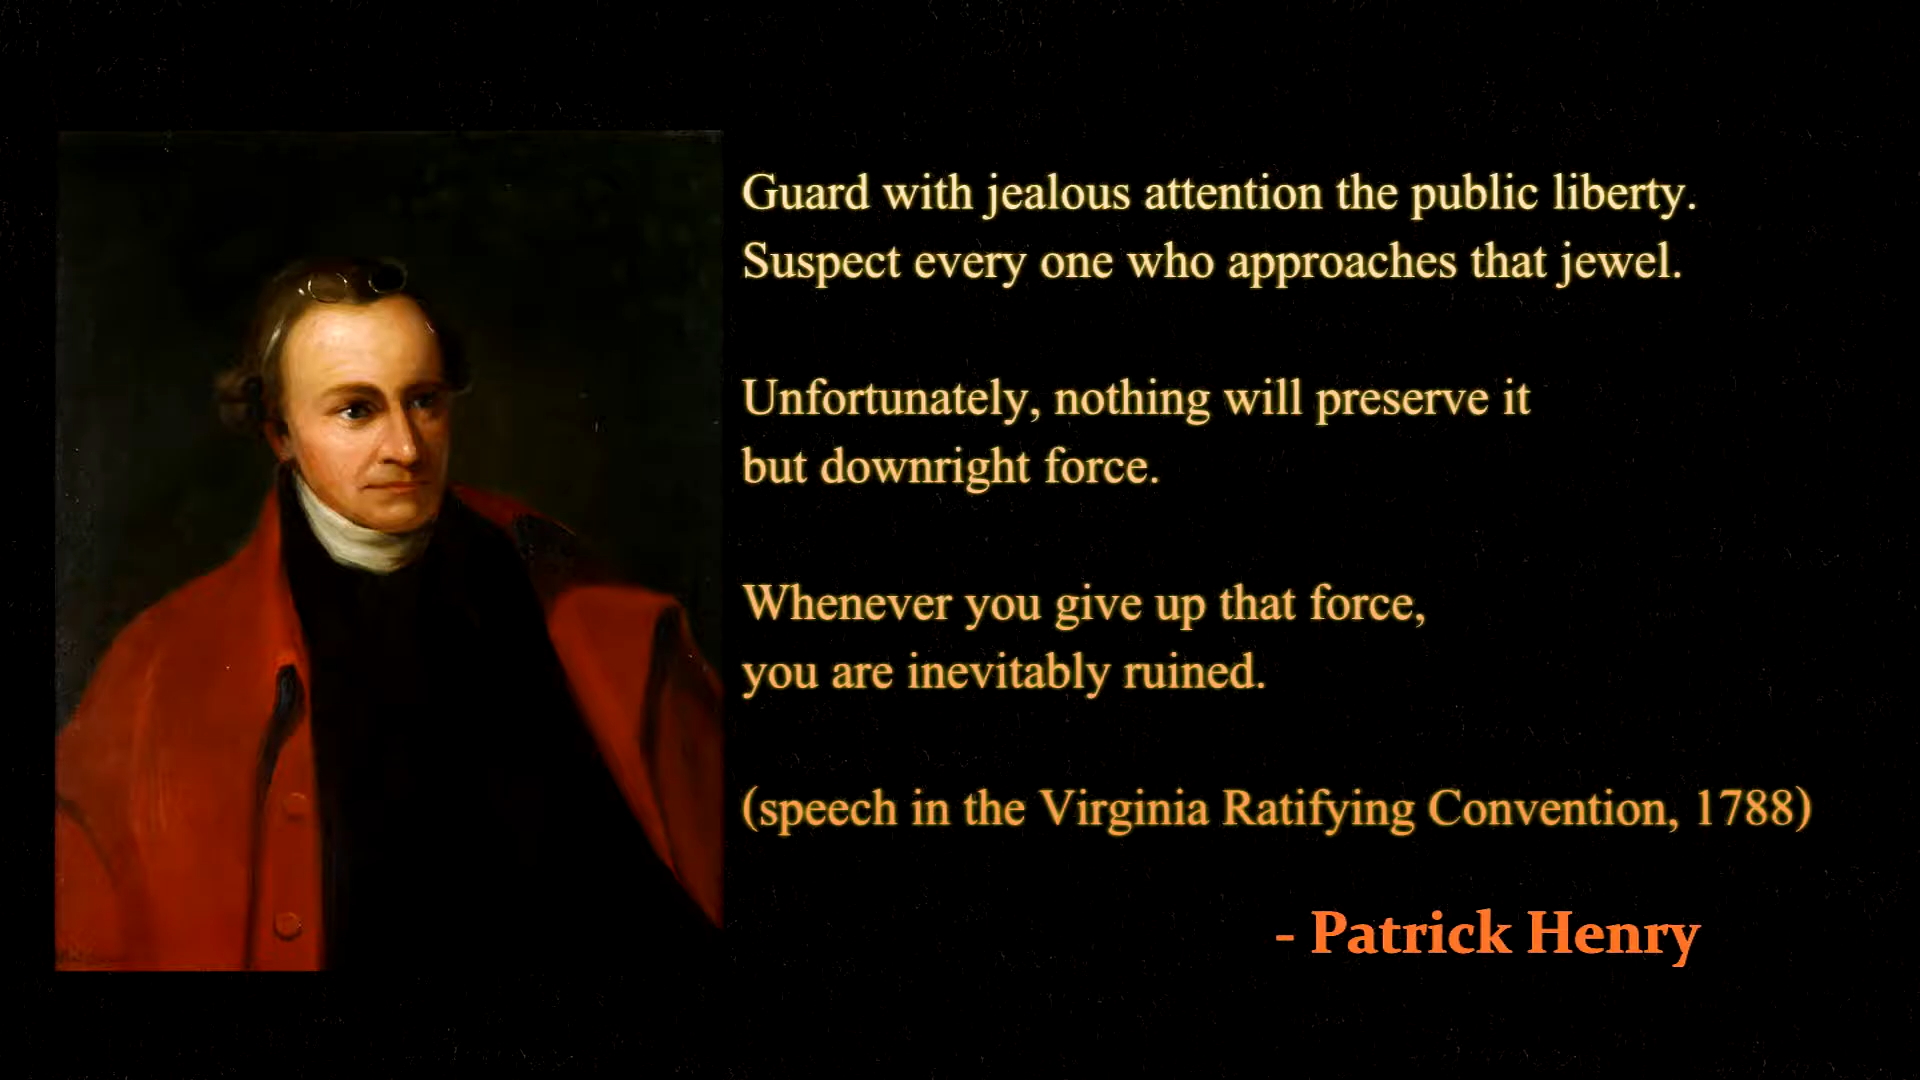 Guard with jealous attention the public liberty.
Suspect every one who approaches that jewel.
Unfortunately, nothing will preserve it
but downright force.
Whenever you give up that force,
you are inevitably ruined.
(speech in the Virginia Ratifying Convention, 1788)
- Patrick Henry